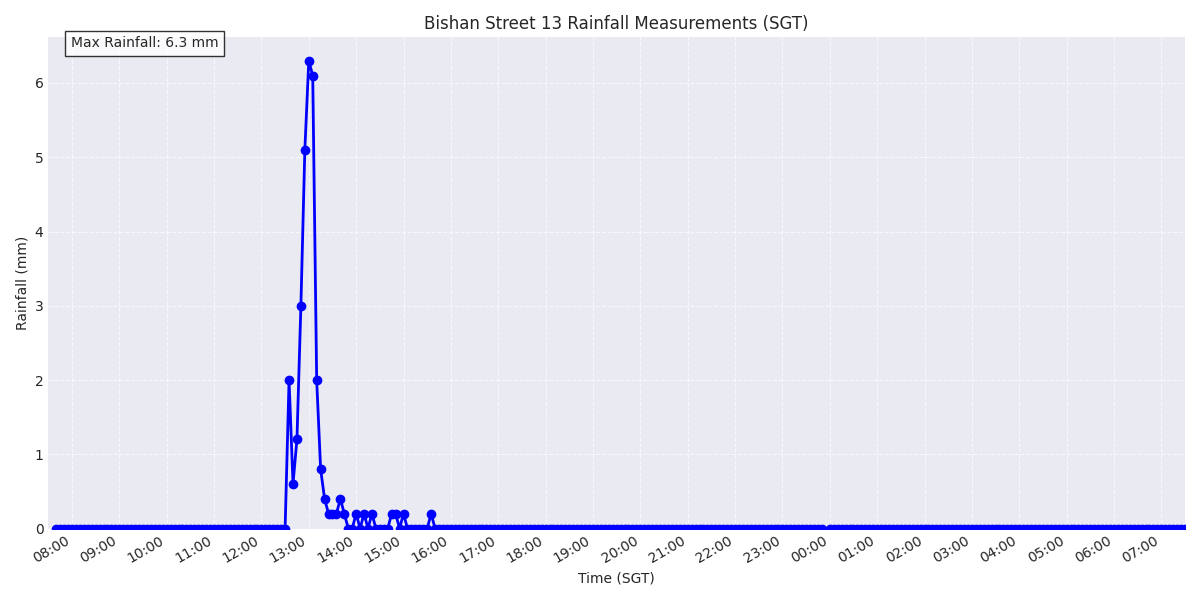 Bishan Street 13 Rainfall Measurements (SGT)
Max Rainfall: 6.3 mm
6
5
4
3
2
1
0
Rainfall (mm)
08:00 09:00 10:00 11:00 12:00 13:00 14:00 15:00 16:00 17:00 18:00 19:00 20:00 21:00 22:00 23:00 00:00 01:00 02:00 03:00 04:00 05:00 06:00 07:00
Time (SGT)